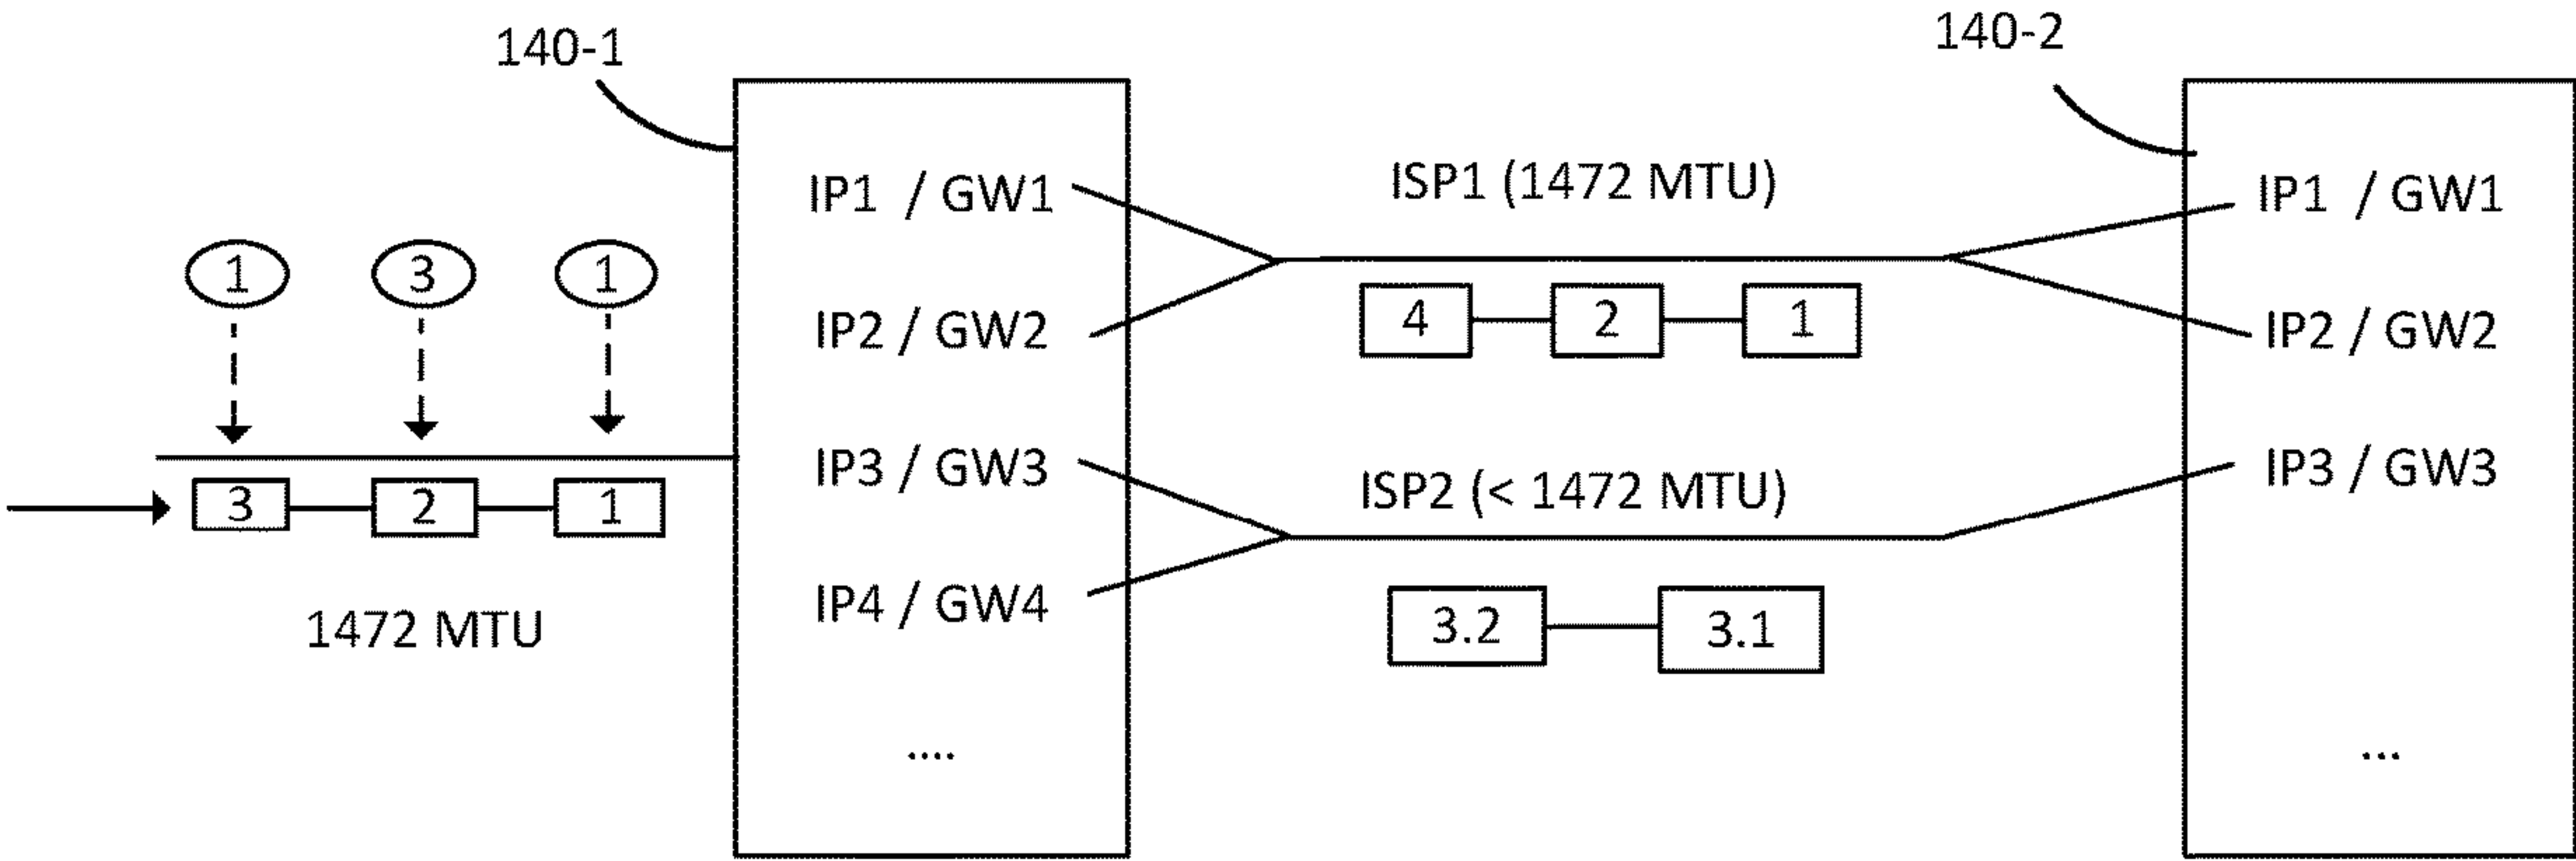 140-1
140-2
1 3 1
3 2 1
1472 MTU
IP1 / GW1
IP2 / GW2
IP3 / GW3
IP4 / GW4
....
ISP1 (1472 MTU)
4 2 1
ISP2 (< 1472 MTU)
3.2 3.1
IP1 / GW1
IP2 / GW2
IP3 / GW3
...